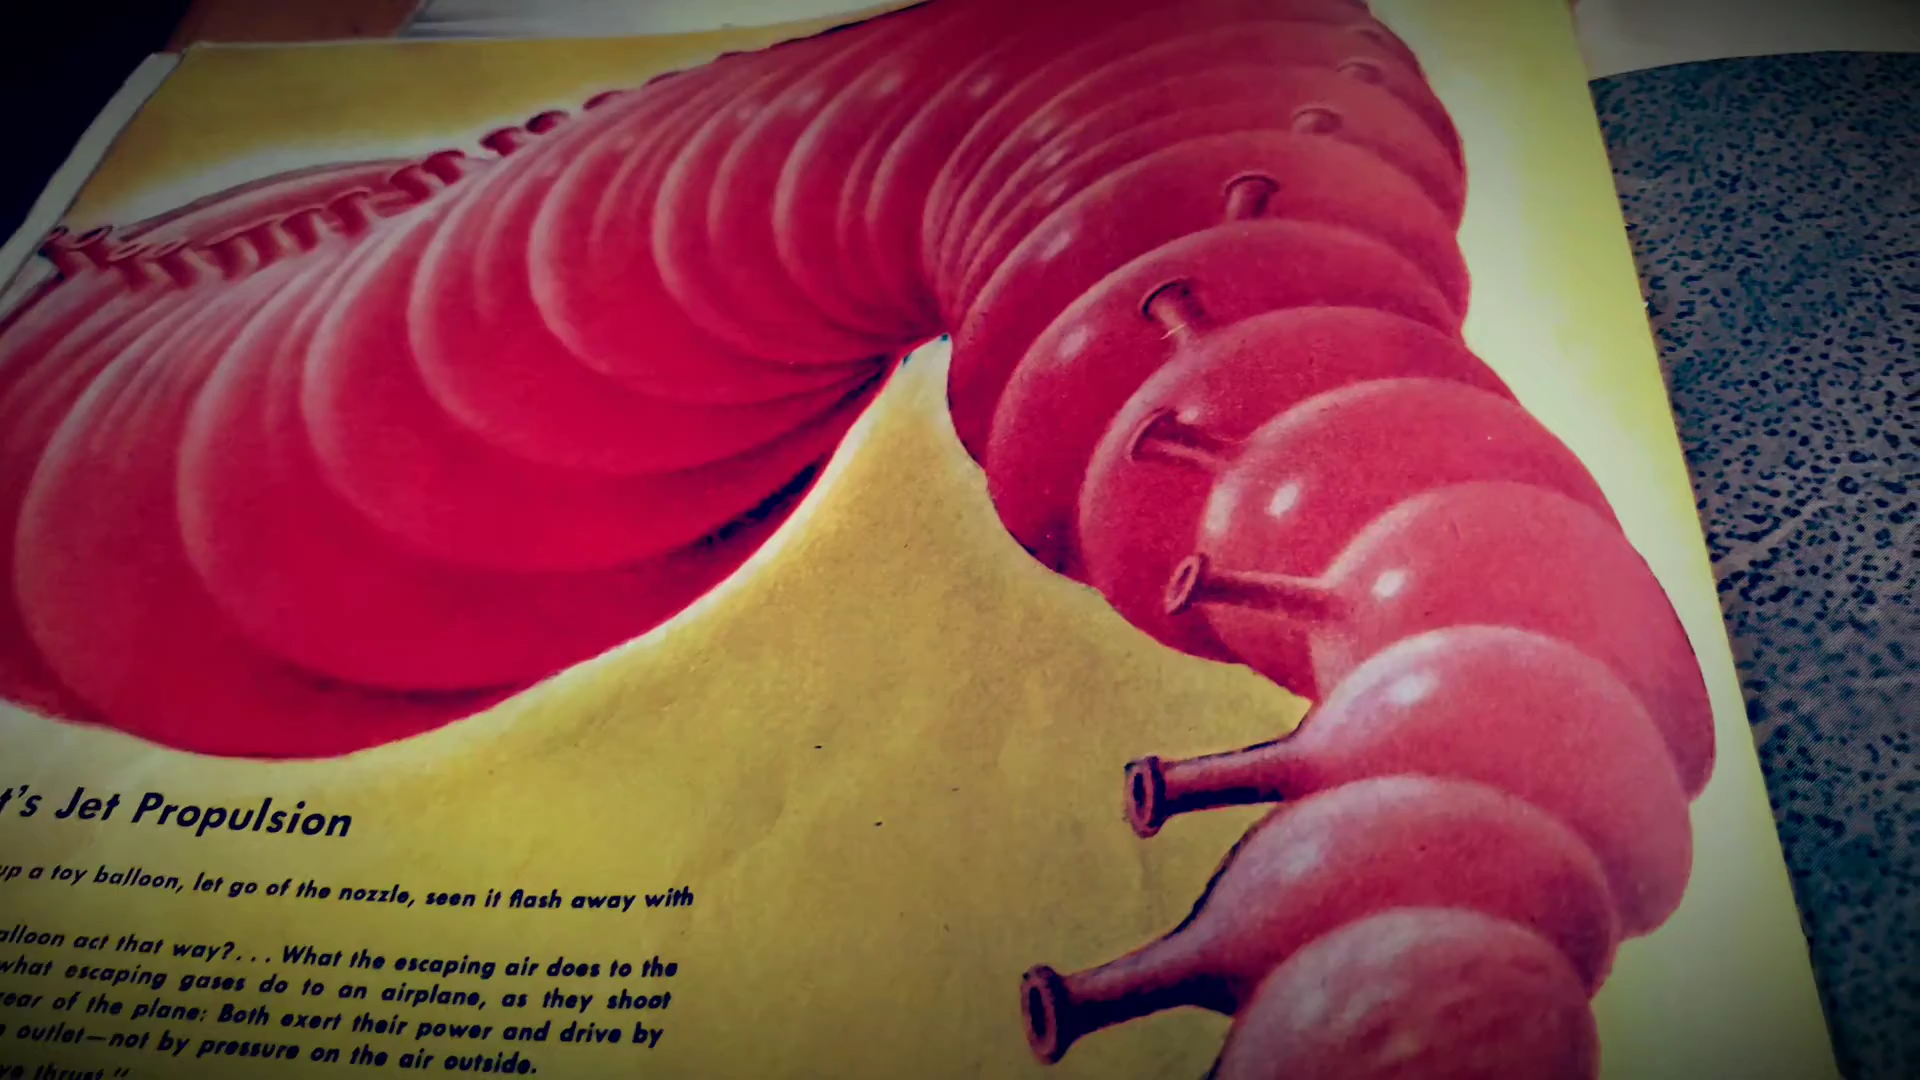 t's Jet Propulsion
up a toy balloon, let go of the nozzle, seen it flash away with
alloon act that way?... What the escaping air does to the
what escaping gases do to an airplane, as they shoot
rear of the plane: Both exert their power and drive by
outlet—not by pressure on the air outside.
ve thrust."